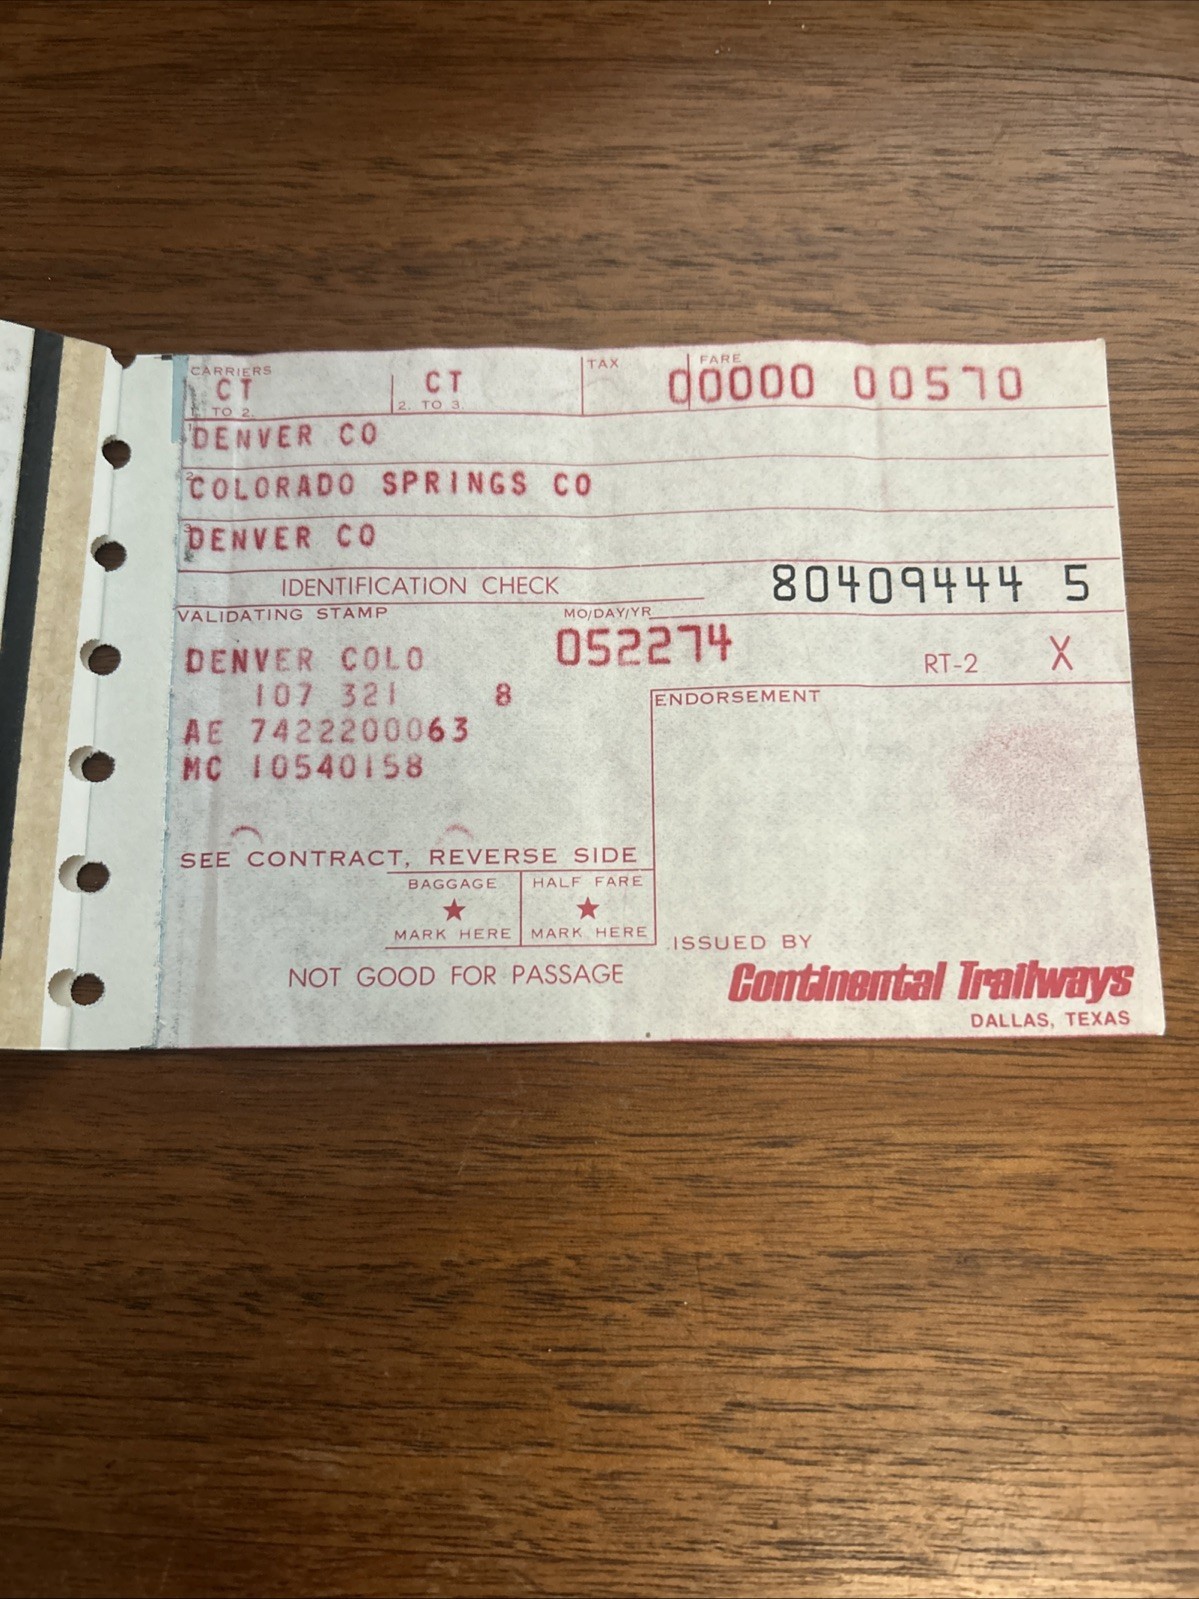 CARRIERS TAX FARE
CT CT 00000 00570
1. TO 2. 2. TO 3.
1 DENVER CO
2 COLORADO SPRINGS CO
3 DENVER CO
IDENTIFICATION CHECK 80409444 5
VALIDATING STAMP MO/DAY/YR
DENVER COLO 052274 RT-2 X
107 321 8
ENDORSEMENT
AE 7422200063
MC 10540158
SEE CONTRACT, REVERSE SIDE
BAGGAGE HALF FARE
★ ★
MARK HERE MARK HERE
ISSUED BY
NOT GOOD FOR PASSAGE
Continental Trailways
DALLAS, TEXAS